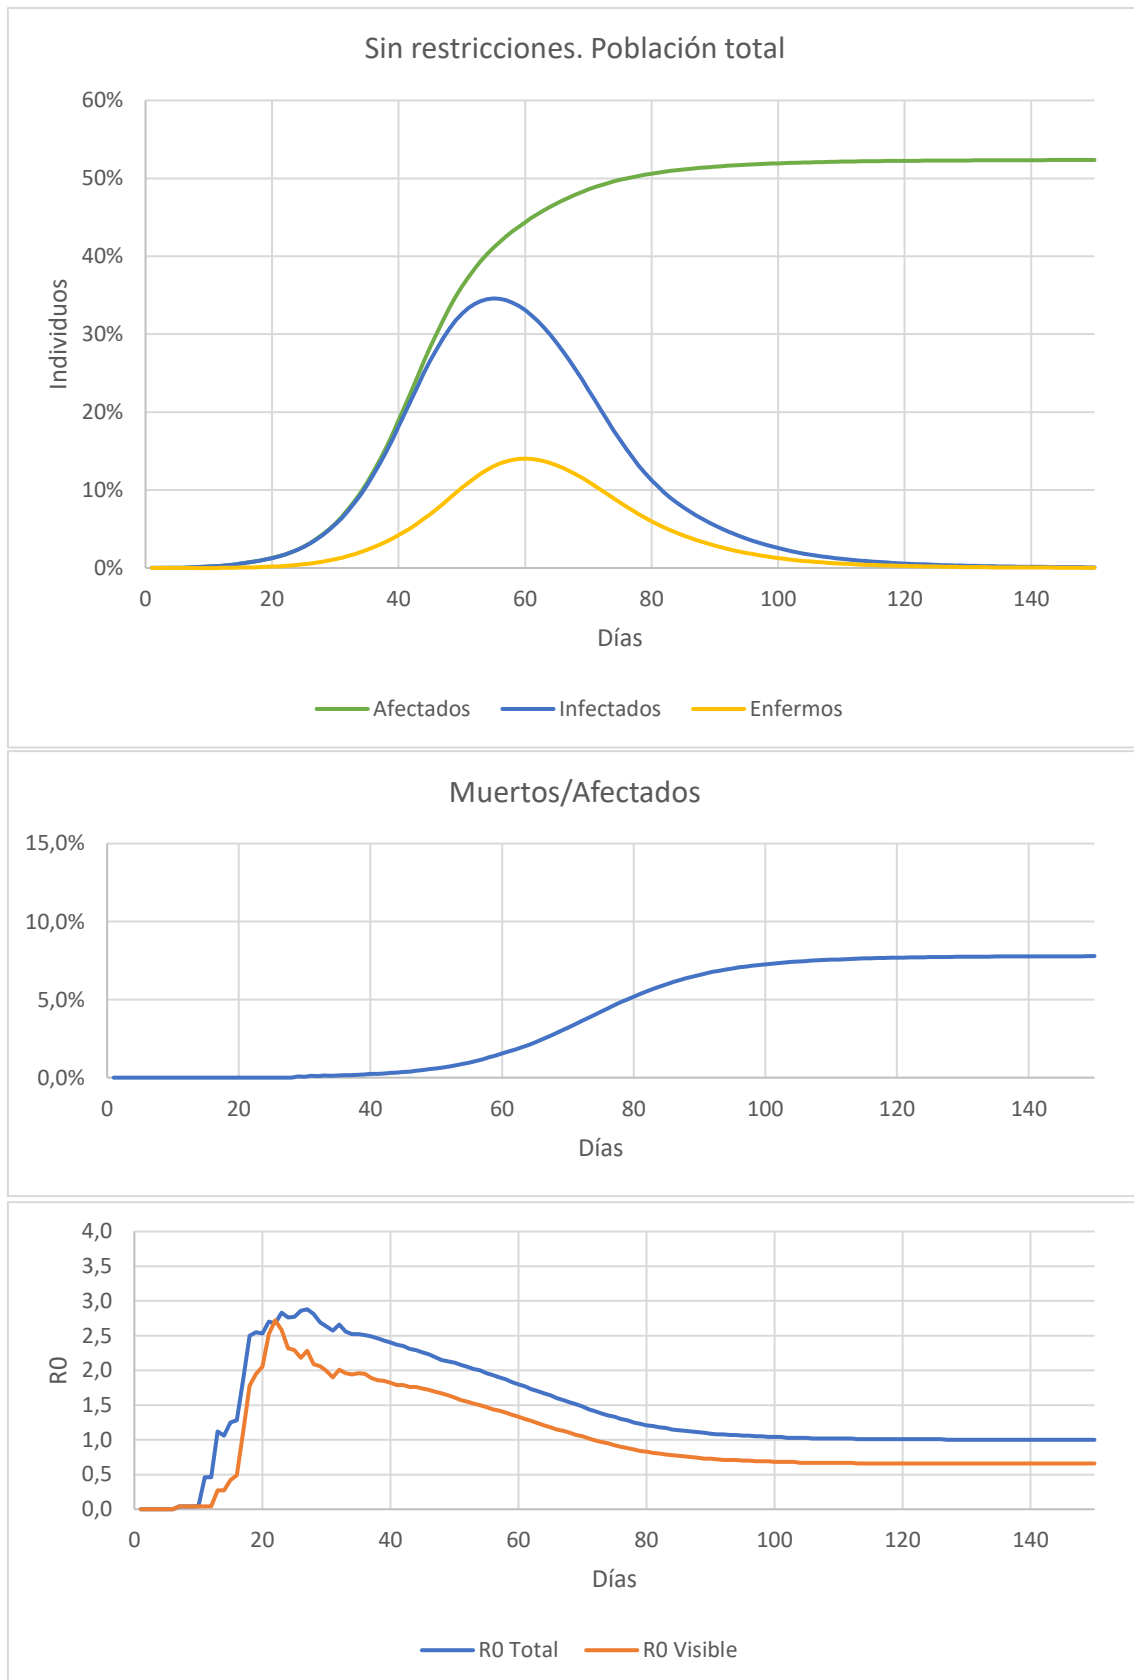 Sin restricciones. Población total
60%
50%
40%
30%
20%
10%
0%
Individuos
0 20 40 60 80 100 120 140
Días
Afectados Infectados Enfermos
Muertos/Afectados
15,0%
10,0%
5,0%
0,0%
0 20 40 60 80 100 120 140
Días
4,0
3,5
3,0
2,5
2,0
1,5
1,0
0,5
0,0
R0
0 20 40 60 80 100 120 140
Días
R0 Total R0 Visible